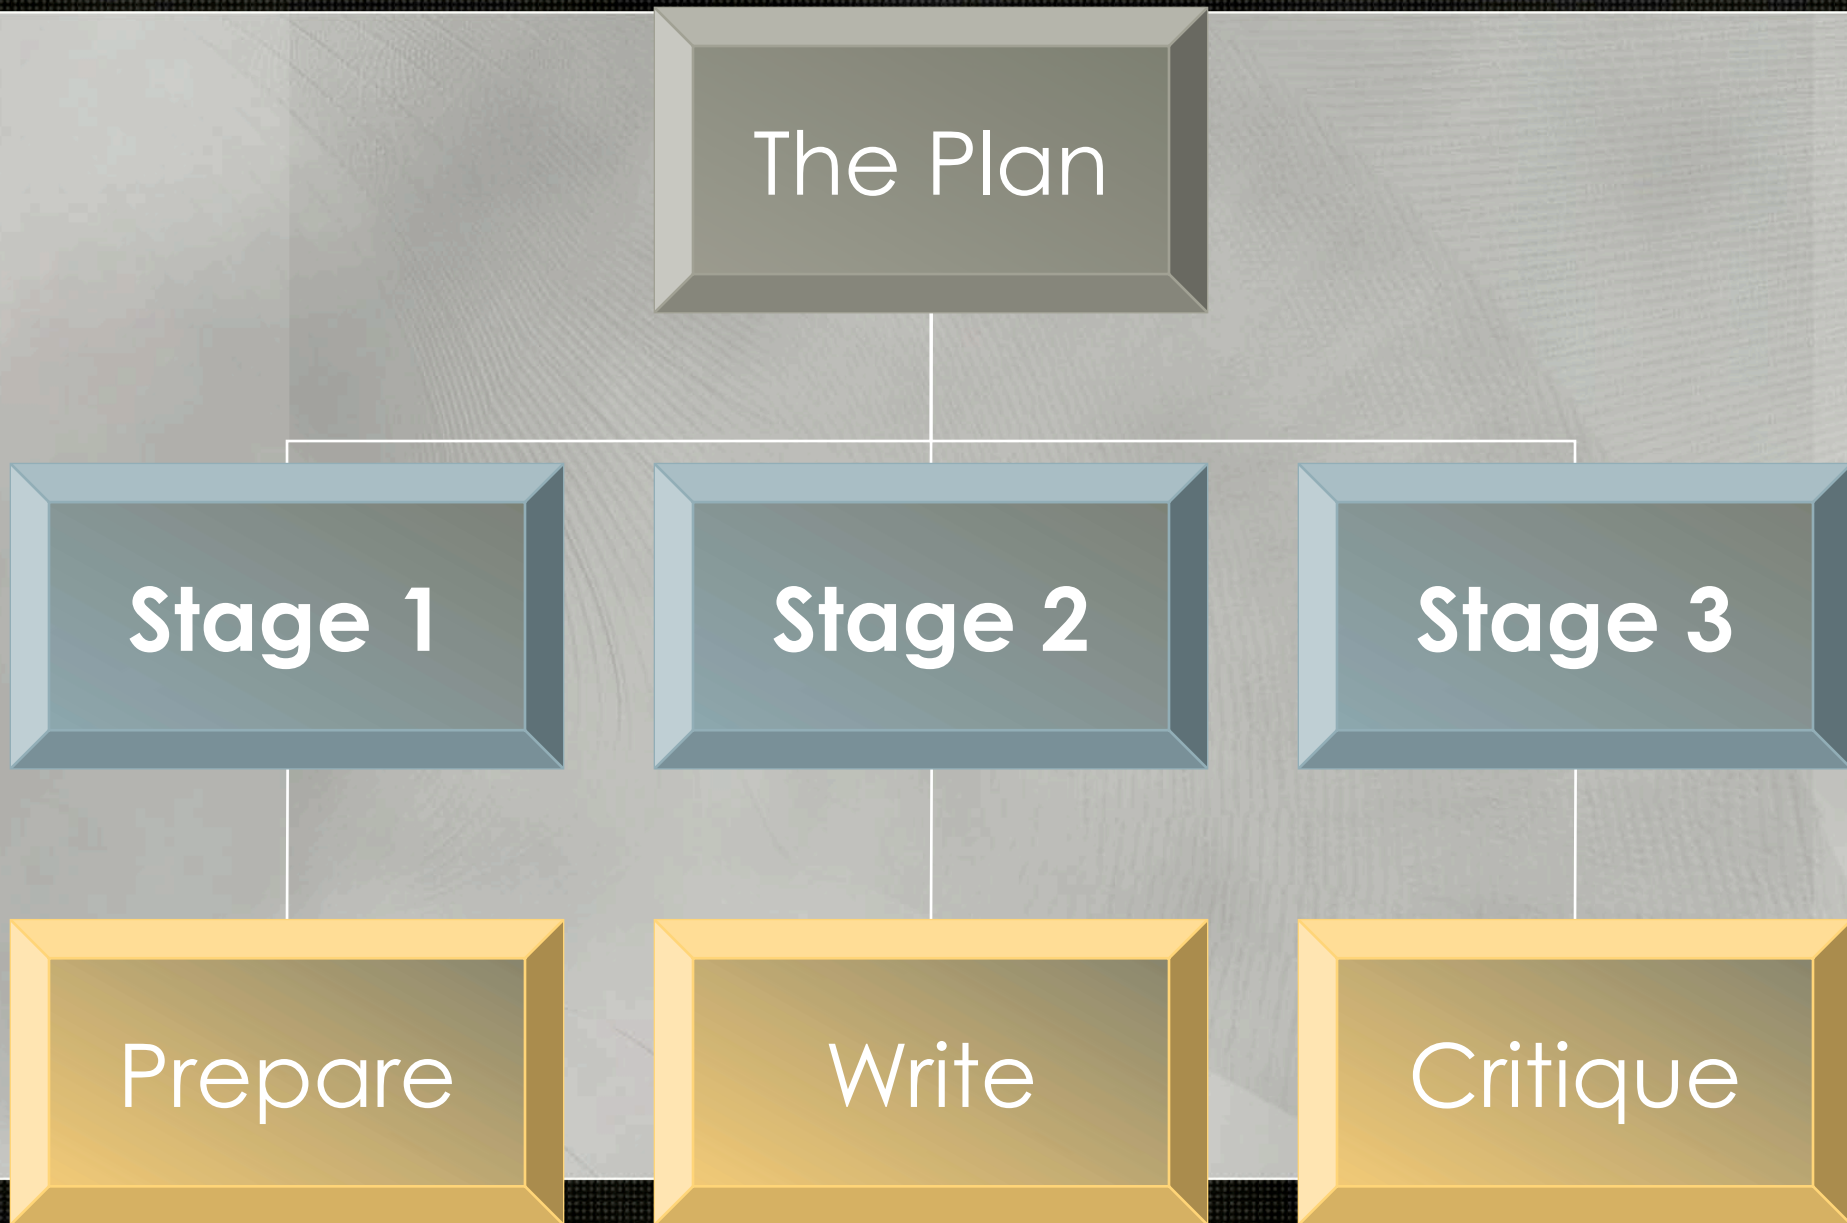 The Plan
Stage 1
Stage 2
Stage 3
Prepare
Write
Critique